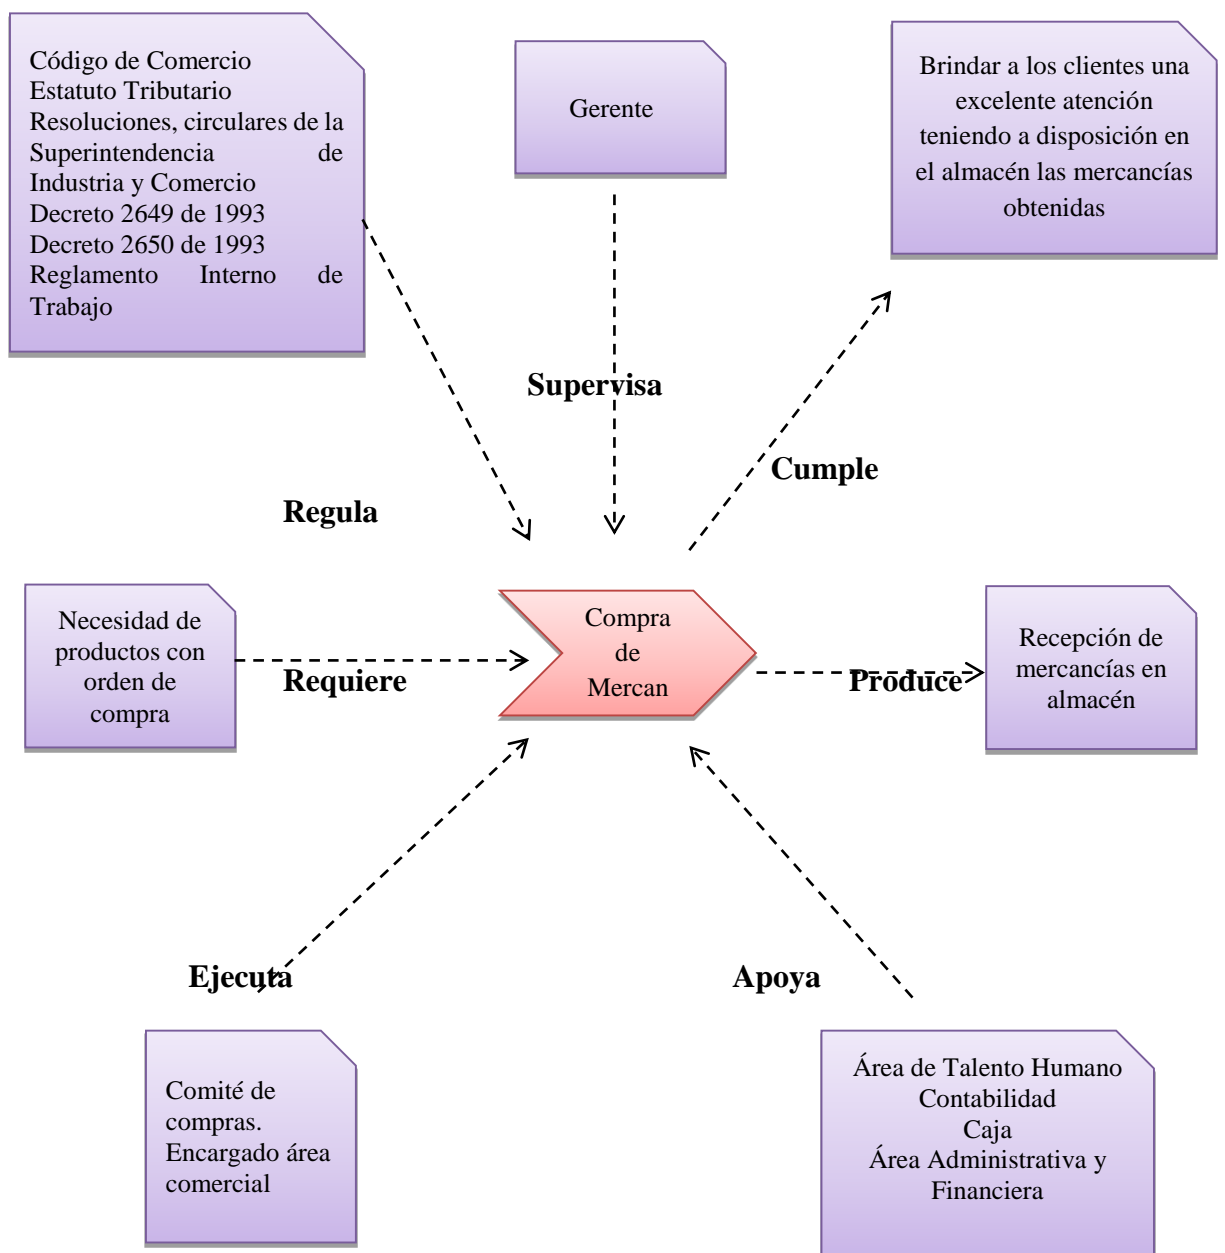 Código de Comercio
Estatuto Tributario
Resoluciones, circulares de la
Superintendencia de
Industria y Comercio
Decreto 2649 de 1993
Decreto 2650 de 1993
Reglamento Interno de
Trabajo
Gerente
Brindar a los clientes una
excelente atención
teniendo a disposición en
el almacén las mercancías
obtenidas
Supervisa
Cumple
Regula
Necesidad de
productos con
orden de
compra
Requiere
Compra
de
Mercan
Produce
Recepción de
mercancías en
almacén
Ejecuta
Apoya
Comité de
compras.
Encargado área
comercial
Área de Talento Humano
Contabilidad
Caja
Área Administrativa y
Financiera